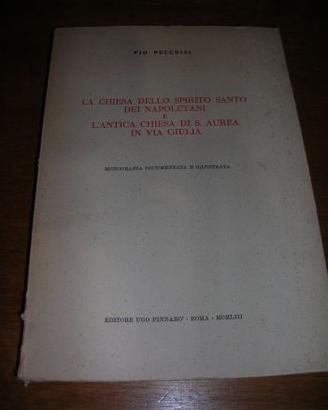 PIO PECCHIAI
LA CHIESA DELLO SPIRITO SANTO
DEI NAPOLETANI
E
L'ANTICA CHIESA DI S. AUREA
IN VIA GIULIA
MONOGRAFIA DOCUMENTATA E ILLUSTRATA
EDITORE UGO PINNARO' - ROMA - MCMLIII